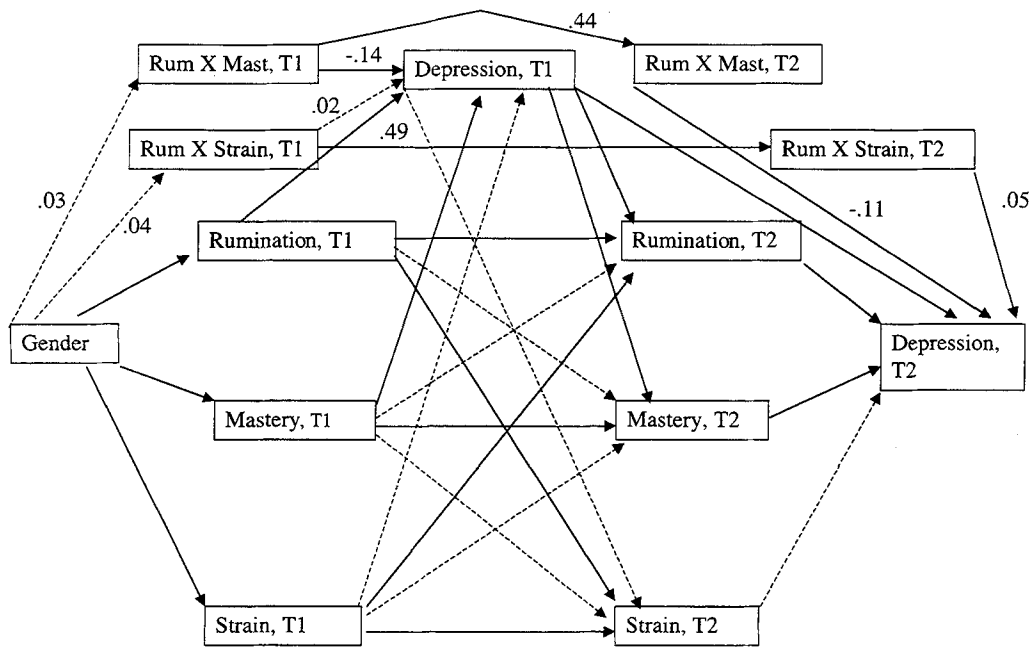 .44
Rum X Mast, T1
-.14
Depression, T1
Rum X Mast, T2
.02
Rum X Strain, T1
.49
Rum X Strain, T2
.03
.04
-.11
.05
Rumination, T1
Rumination, T2
Gender
Depression,
T2
Mastery, T1
Mastery, T2
Strain, T1
Strain, T2